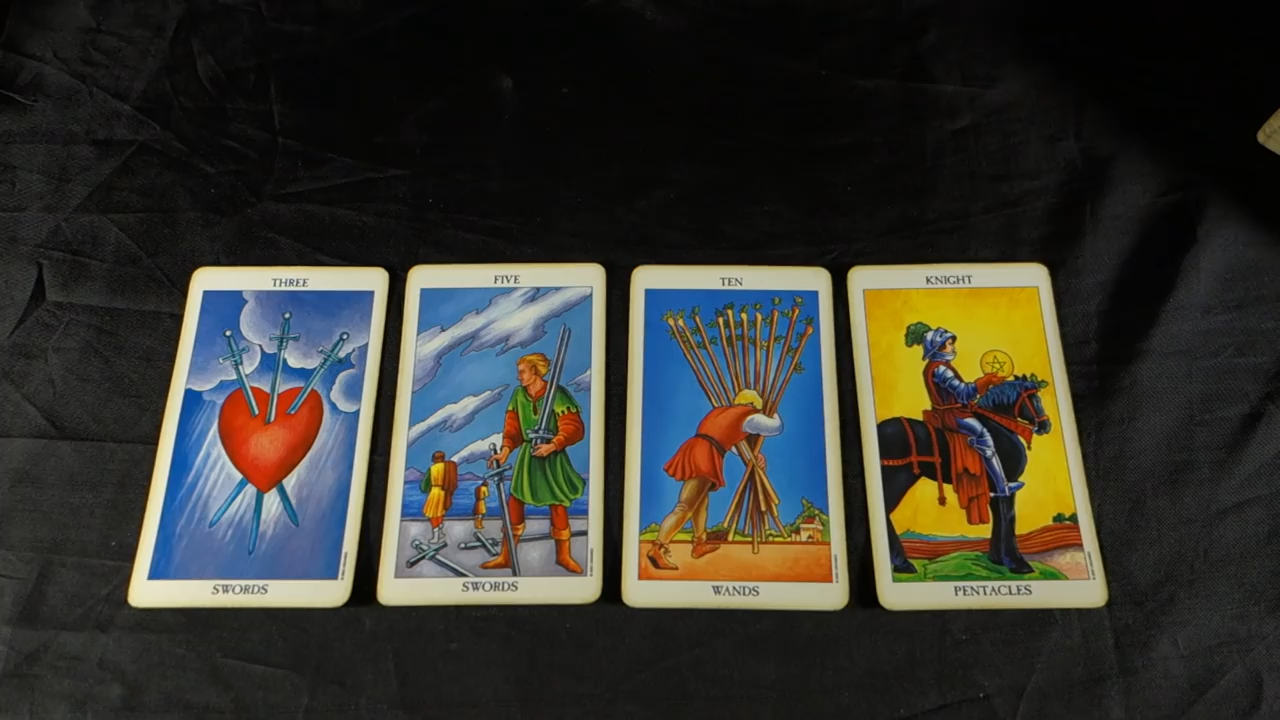 THREE
SWORDS
FIVE
SWORDS
TEN
WANDS
KNIGHT
PENTACLES